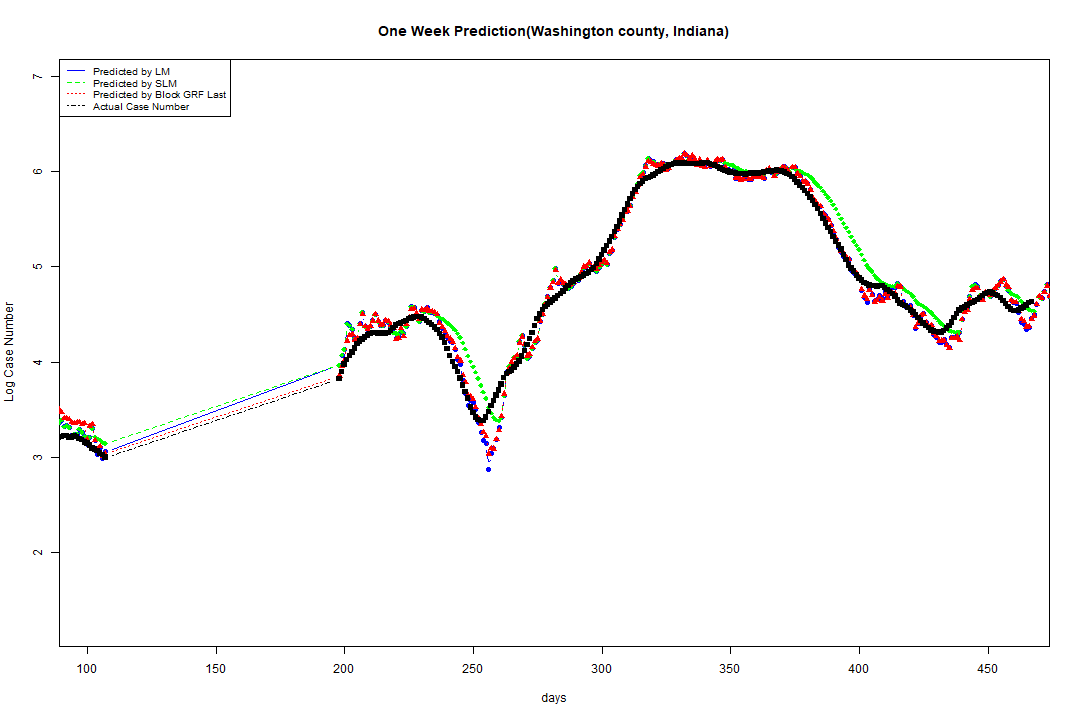 One Week Prediction(Washington county, Indiana)
Predicted by LM
Predicted by SLM
Predicted by Block GRF Last
Actual Case Number
7
6
5
4
3
2
Log Case Number
100 150 200 250 300 350 400 450
days